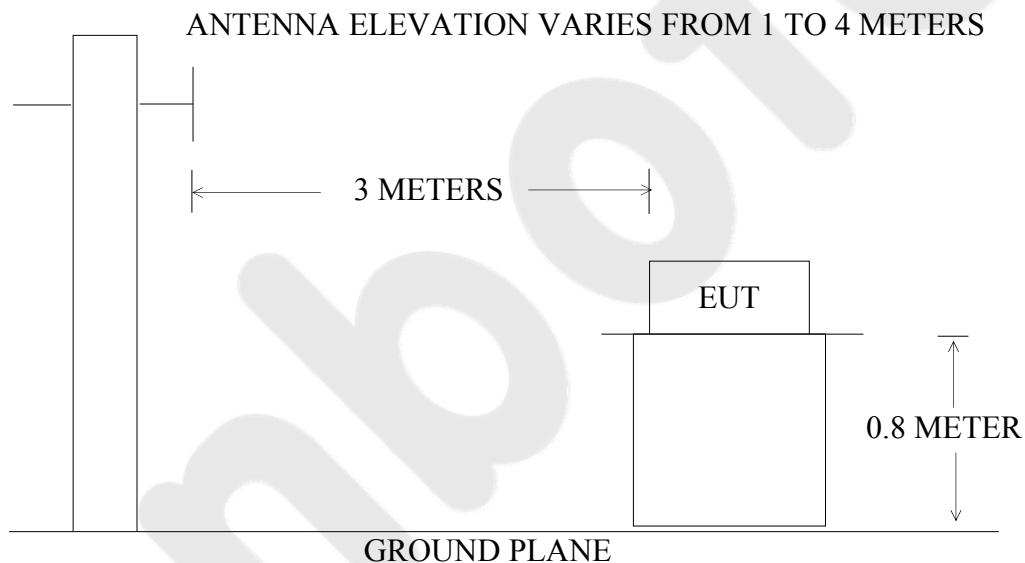 ANTENNA ELEVATION VARIES FROM 1 TO 4 METERS
3 METERS
EUT
0.8 METER
GROUND PLANE